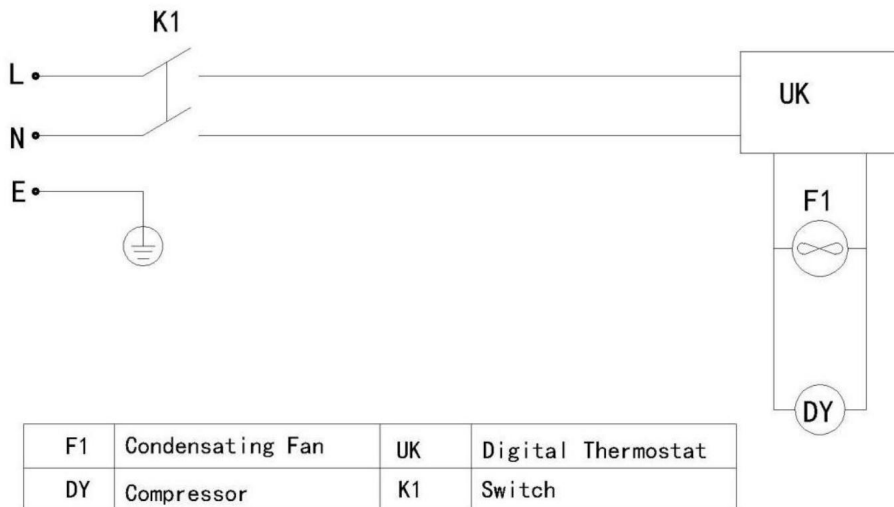 K1
L
UK
N
E
F1
DY
F1 Condensating Fan UK Digital Thermostat
DY Compressor K1 Switch